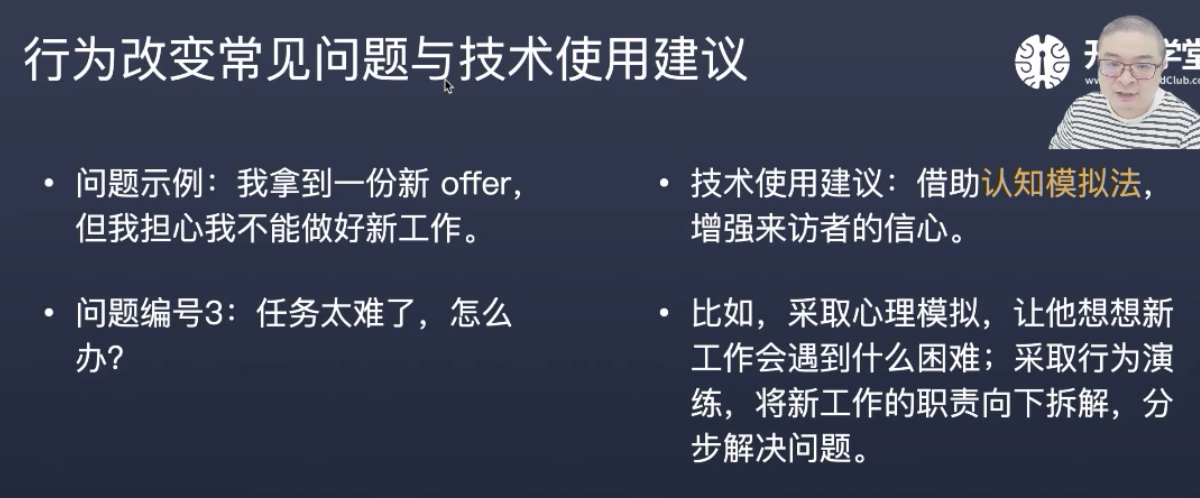 行为改变常见问题与技术使用建议
学堂
dClub.co
• 问题示例：我拿到一份新 offer，
但我担心我不能做好新工作。
• 问题编号3：任务太难了，怎么
办？
• 技术使用建议：借助认知模拟法，
增强来访者的信心。
• 比如，采取心理模拟，让他想想新
工作会遇到什么困难；采取行为演
练，将新工作的职责向下拆解，分
步解决问题。